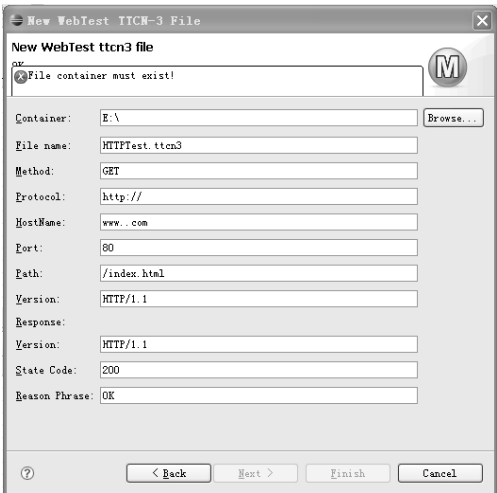 New WebTest TTCN-3 File
New WebTest ttcn3 file
File container must exist!
Container: E:\ Browse...
File name: HTTPTest.ttcn3
Method: GET
Protocol: http://
HostName: www..com
Port: 80
Path: /index.html
Version: HTTP/1.1
Response:
Version: HTTP/1.1
State Code: 200
Reason Phrase: OK
< Back Next > Finish Cancel